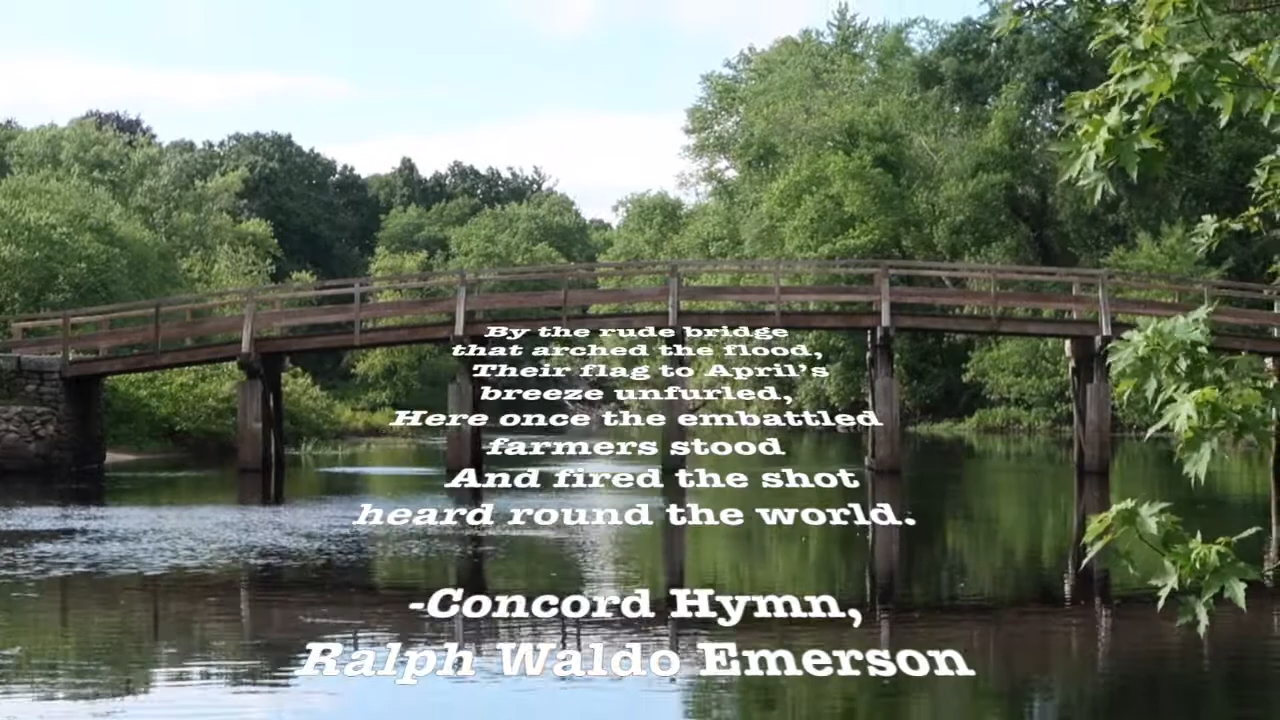 By the rude bridge
that arched the flood,
Their flag to April's
breeze unfurled,
Here once the embattled
farmers stood
And fired the shot
heard round the world.
-Concord Hymn,
Ralph Waldo Emerson